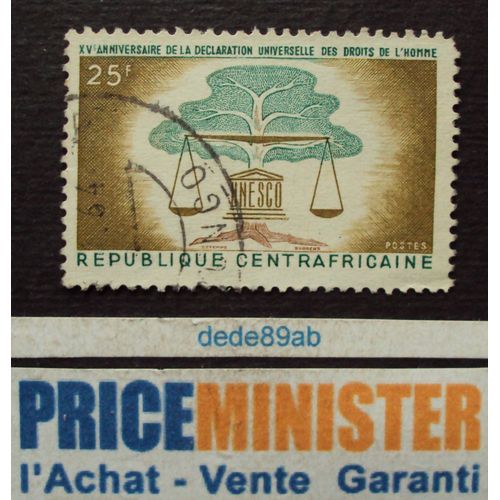 XVᵉ ANNIVERSAIRE DE LA DECLARATION UNIVERSELLE DES DROITS DE L'HOMME
25F
UNESCO
POSTES
REPUBLIQUE CENTRAFRICAINE
dede89ab
PRICEMINISTER
l'Achat - Vente Garanti